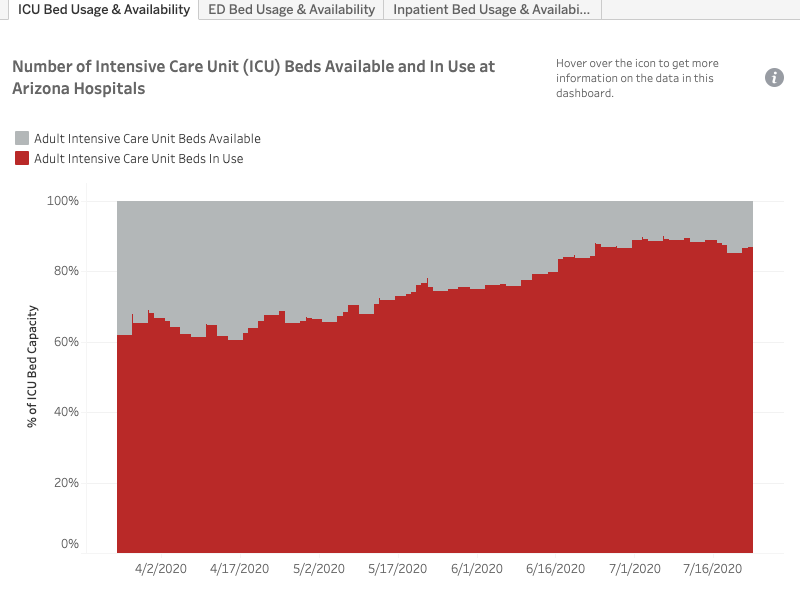 ICU Bed Usage & Availability
ED Bed Usage & Availability
Inpatient Bed Usage & Availabi...
Number of Intensive Care Unit (ICU) Beds Available and In Use at
Arizona Hospitals
Hover over the icon to get more
information on the data in this
dashboard.
i
Adult Intensive Care Unit Beds Available
Adult Intensive Care Unit Beds In Use
% of ICU Bed Capacity
100%
80%
60%
40%
20%
0%
4/2/2020
4/17/2020
5/2/2020
5/17/2020
6/1/2020
6/16/2020
7/1/2020
7/16/2020